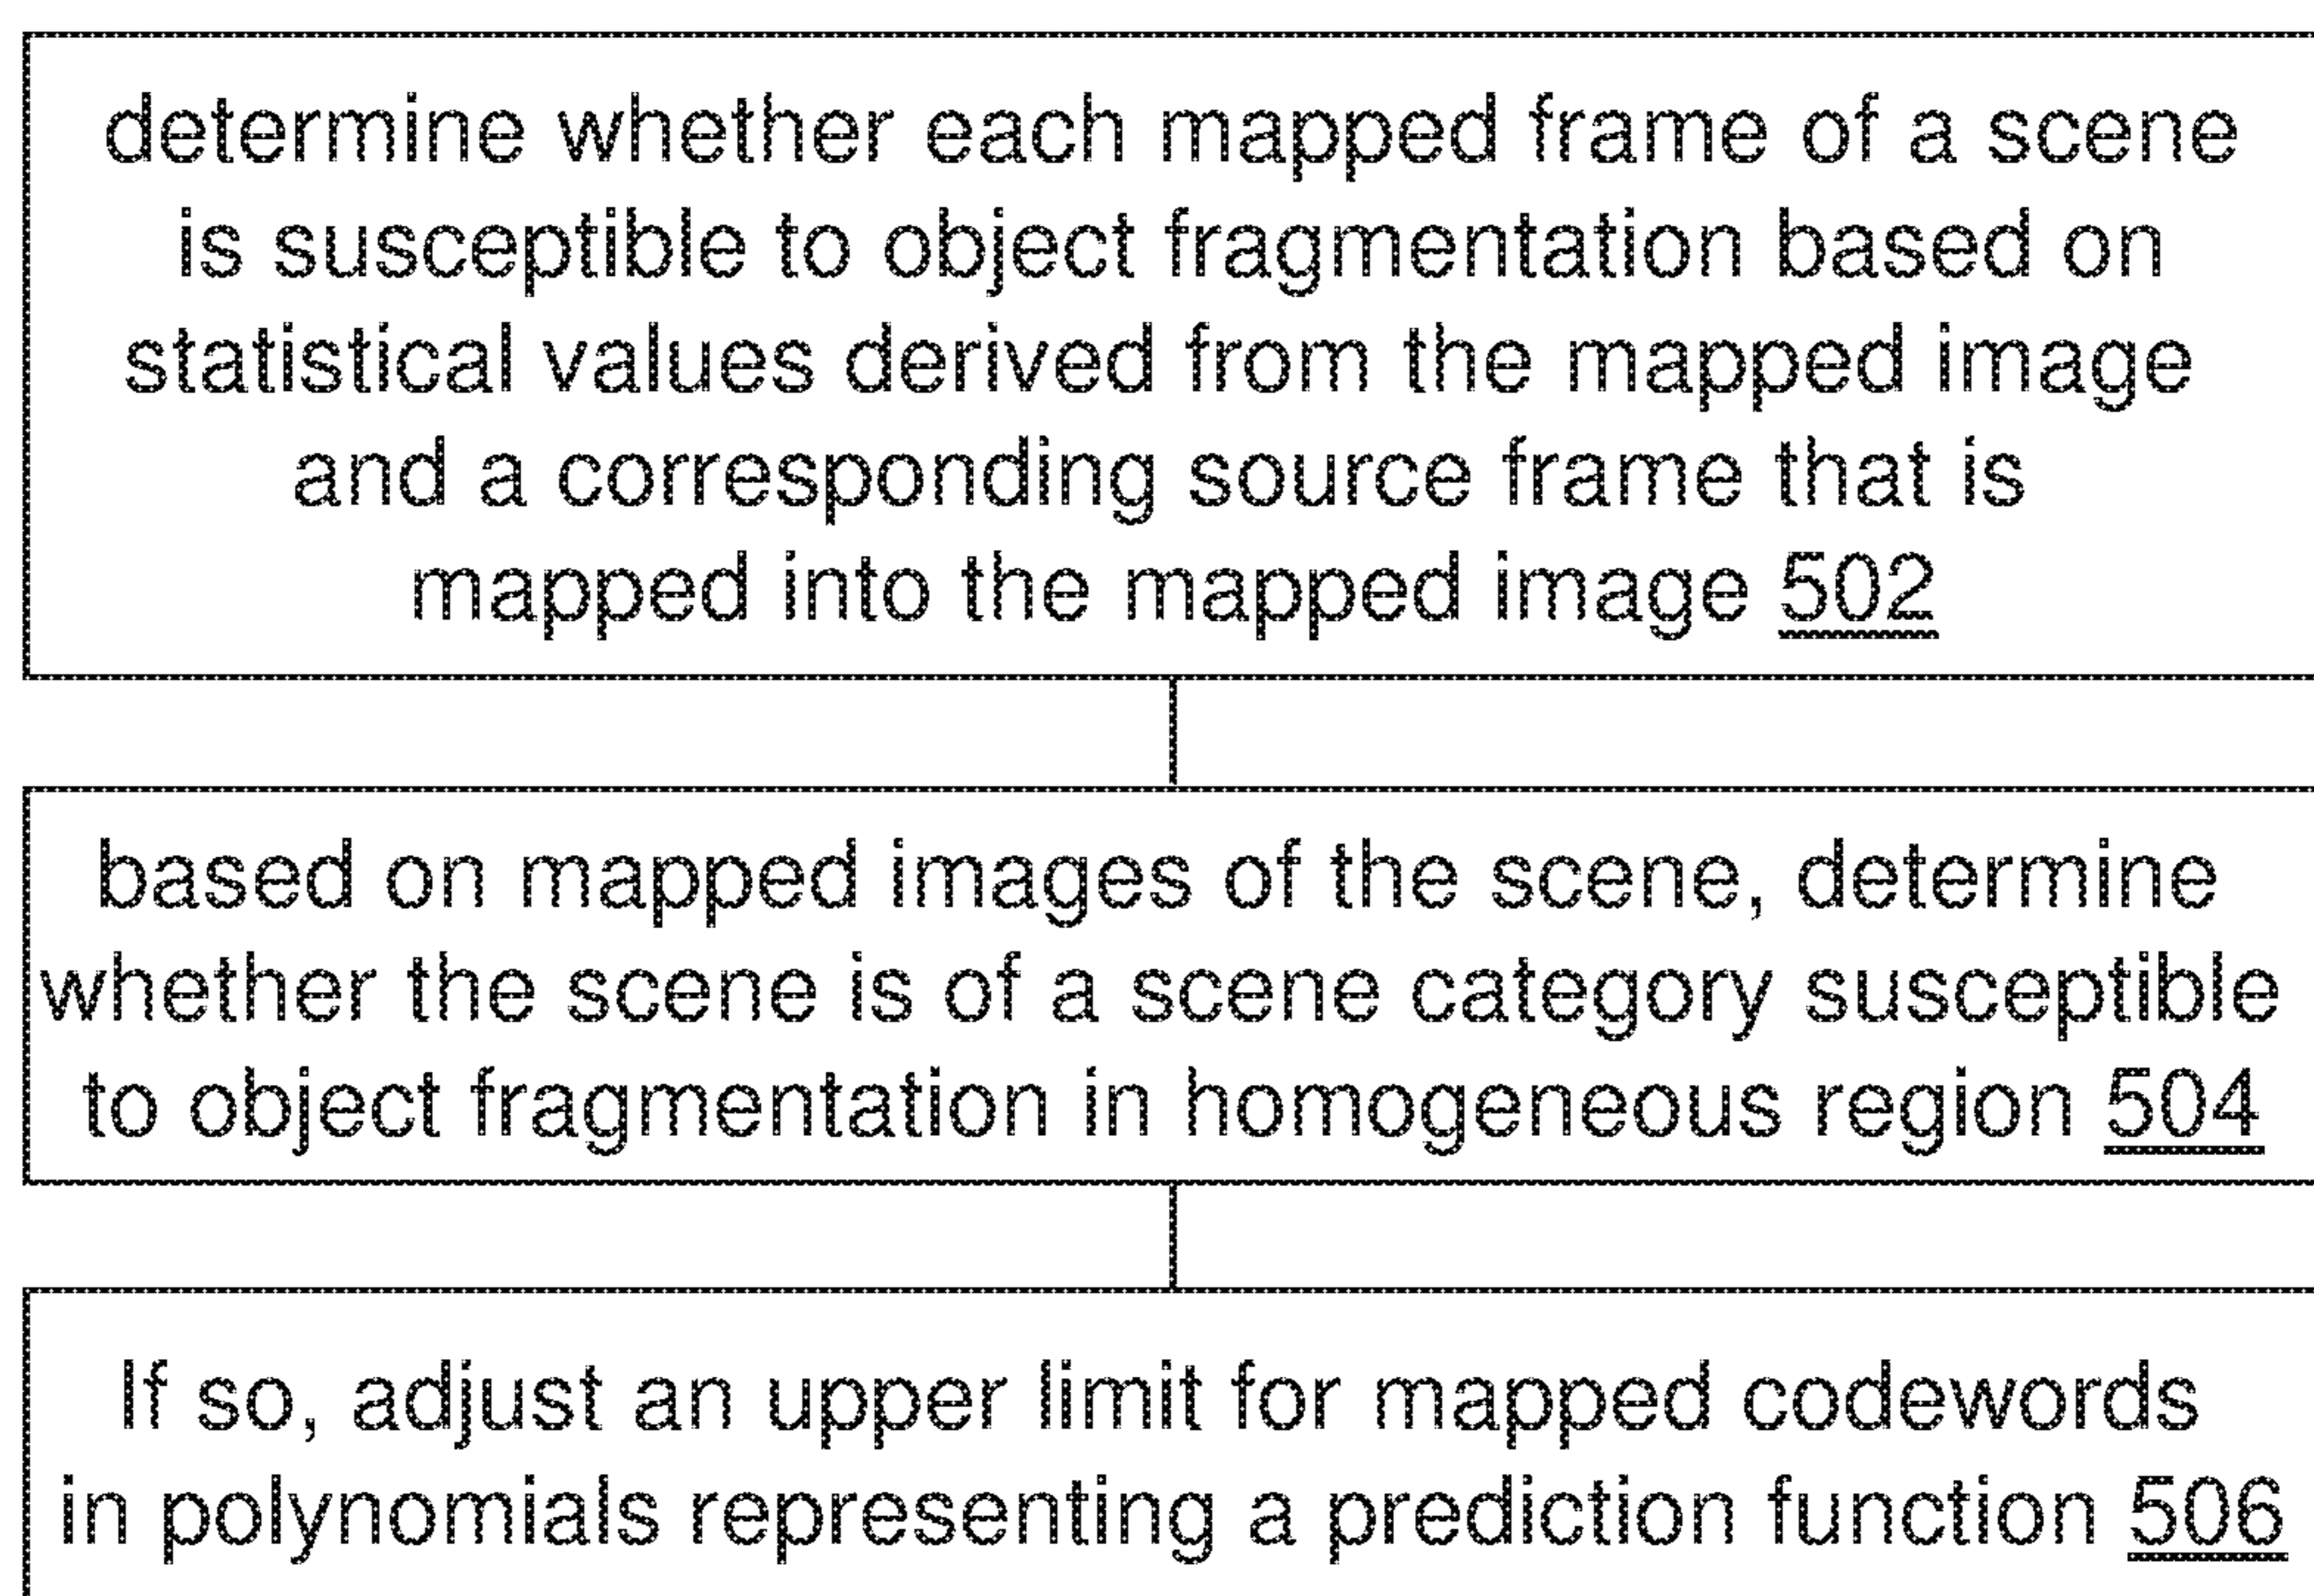 determine whether each mapped frame of a scene
is susceptible to object fragmentation based on
statistical values derived from the mapped image
and a corresponding source frame that is
mapped into the mapped image 502
based on mapped images of the scene, determine
whether the scene is of a scene category susceptible
to object fragmentation in homogeneous region 504
If so, adjust an upper limit for mapped codewords
in polynomials representing a prediction function 506